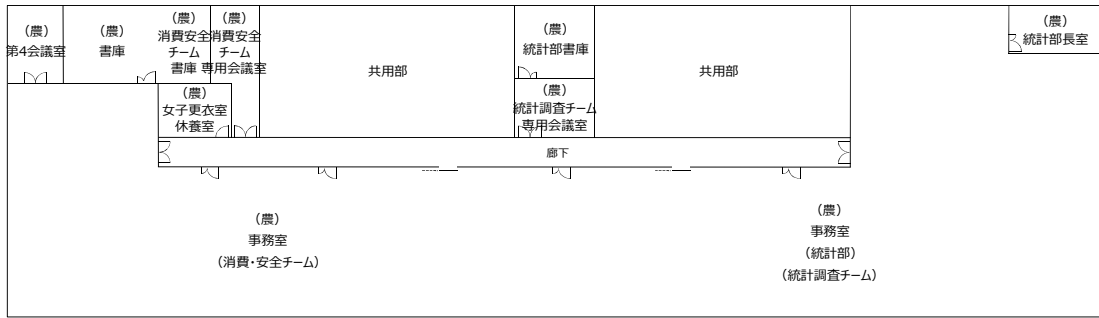 （農）
第4会議室
（農）
書庫
（農）
消費安全
チーム
書庫
（農）
消費安全
チーム
専用会議室
共用部
（農）
統計部書庫
共用部
（農）
統計部長室
（農）
女子更衣室
休養室
（農）
統計調査チーム
専用会議室
廊下
（農）
事務室
（消費・安全チーム）
（農）
事務室
（統計部）
（統計調査チーム）